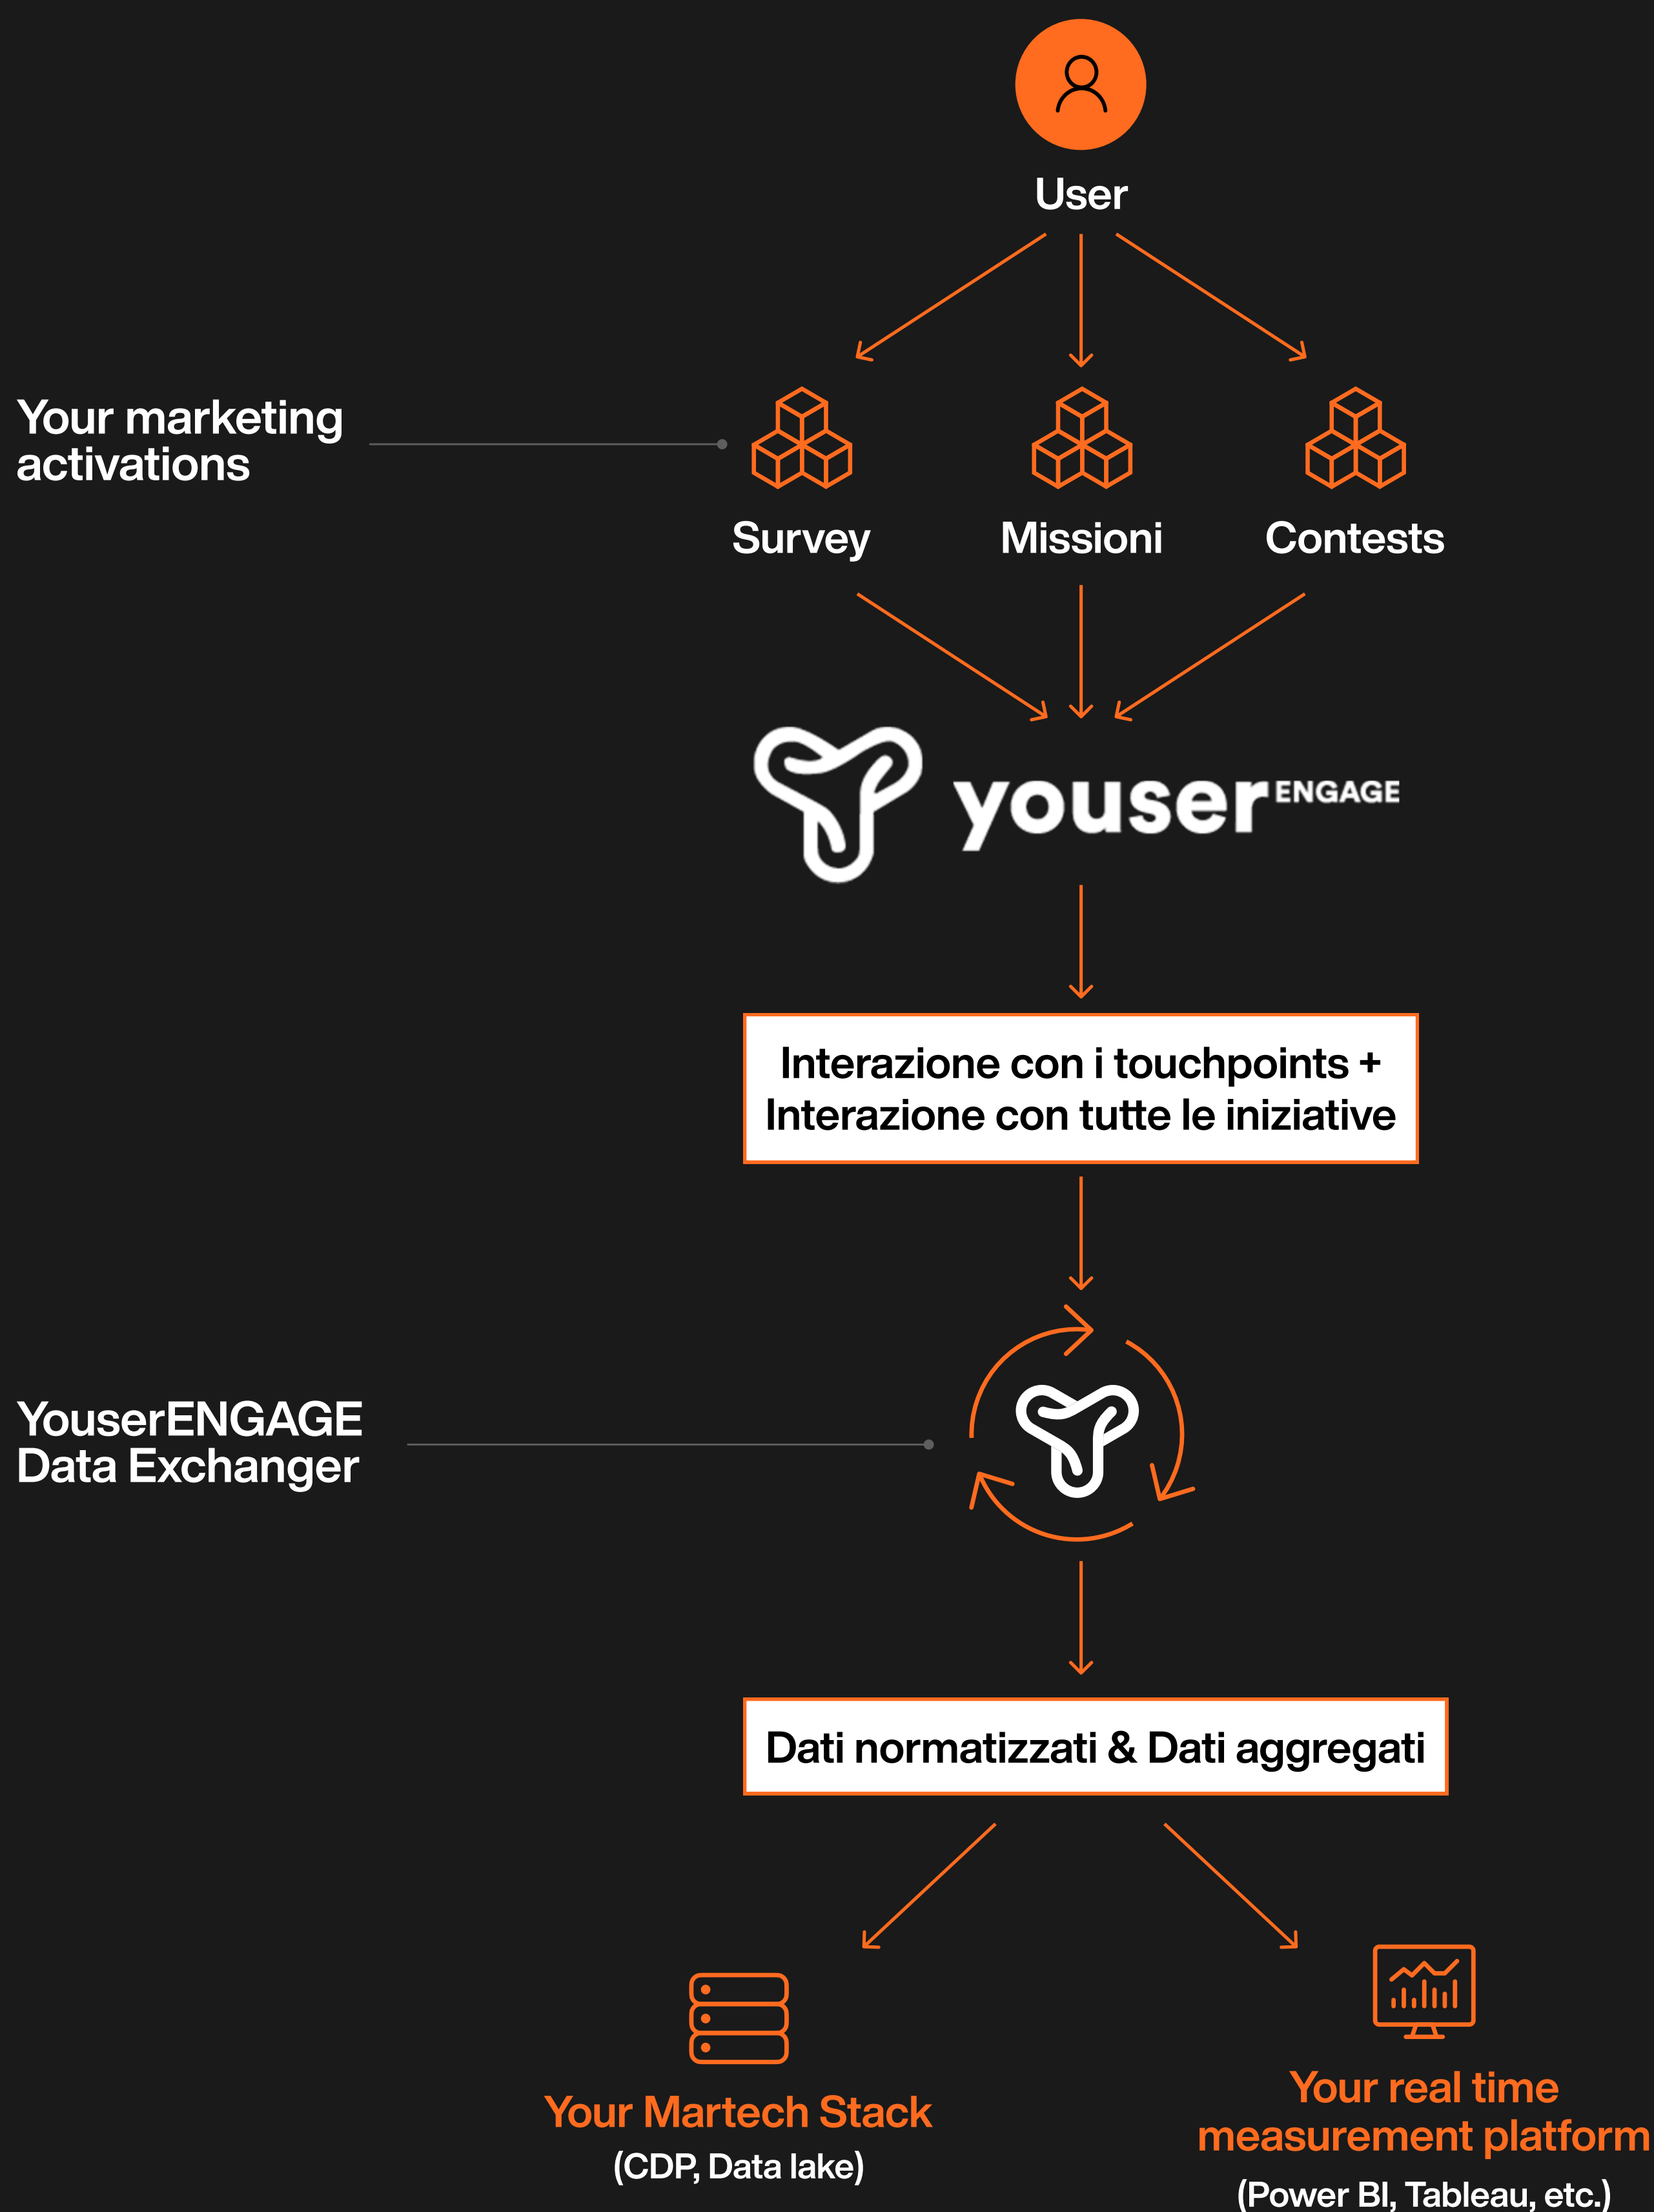 User
Your marketing
activations
Survey
Missioni
Contests
youser ENGAGE
Interazione con i touchpoints +
Interazione con tutte le iniziative
YouserENGAGE
Data Exchanger
Dati normatizzati & Dati aggregati
Your Martech Stack
(CDP, Data lake)
Your real time
measurement platform
(Power BI, Tableau, etc.)